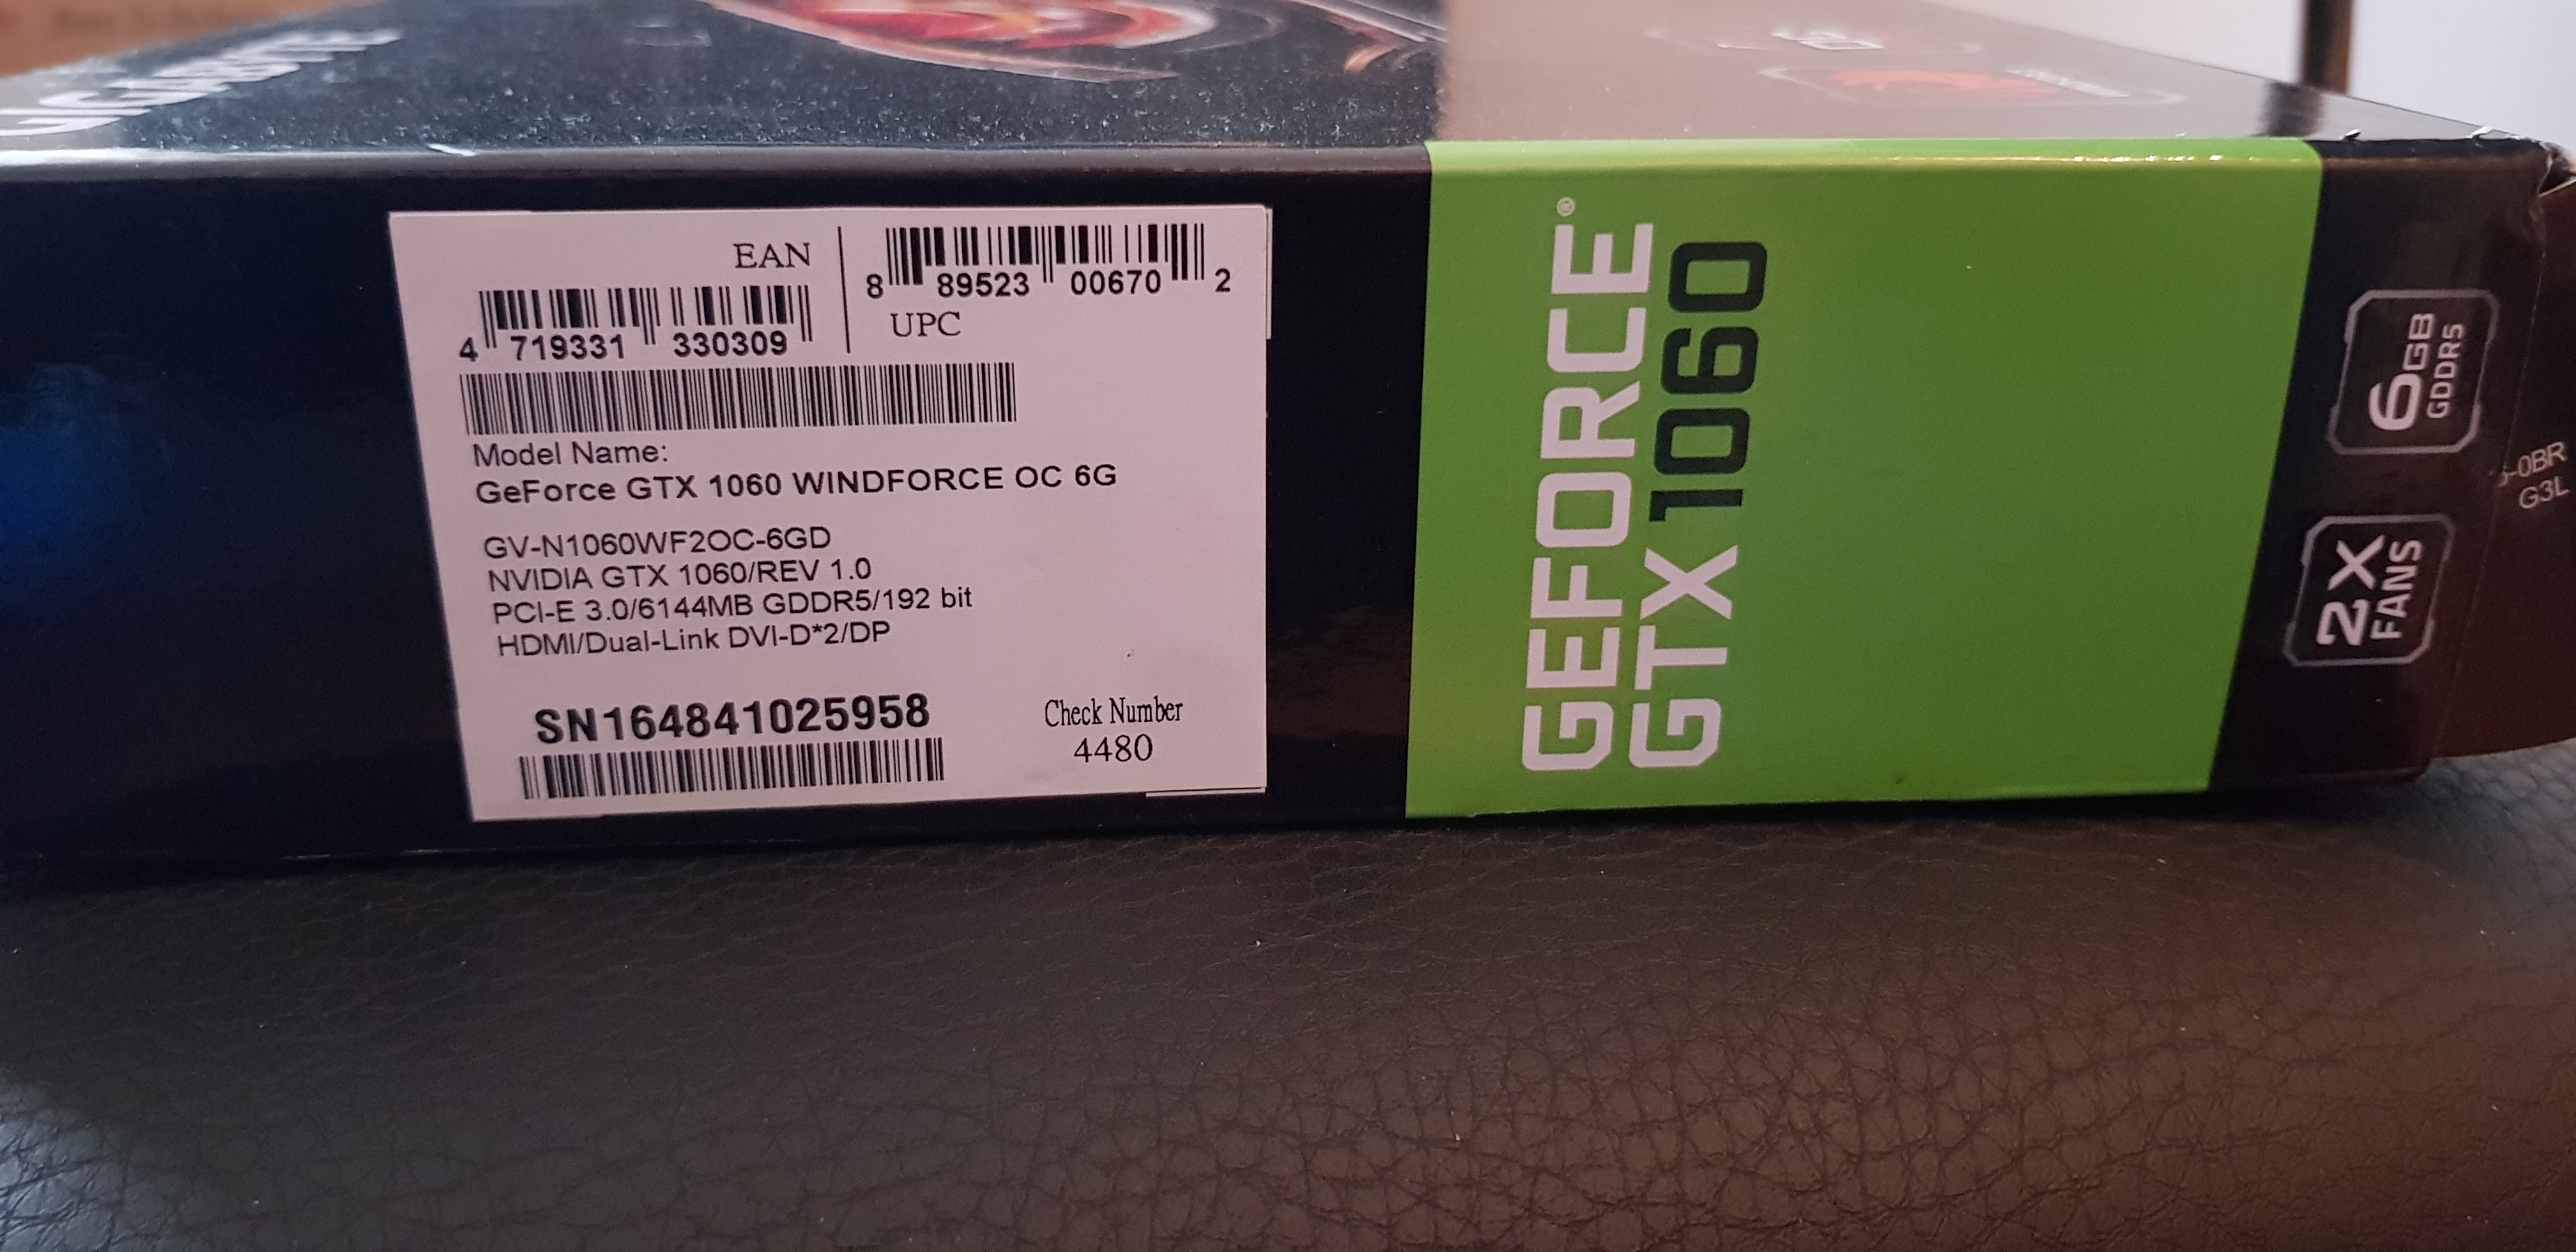 GIGABYTE
EAN
4 719331 330309
8 89523 00670 2
UPC
Model Name:
GeForce GTX 1060 WINDFORCE OC 6G
GV-N1060WF2OC-6GD
NVIDIA GTX 1060/REV 1.0
PCI-E 3.0/6144MB GDDR5/192 bit
HDMI/Dual-Link DVI-D*2/DP
SN164841025958
Check Number
4480
GEFORCE®
GTX 1060
6GB
GDDR5
2X
FANS
-0BR
G3L